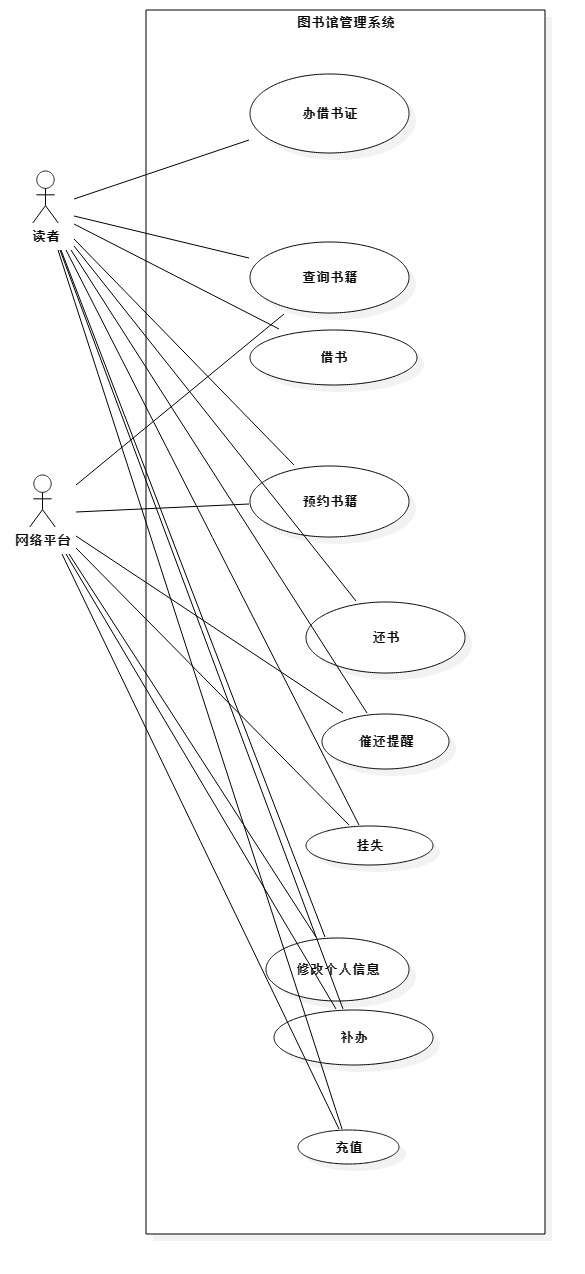 图书馆管理系统
办借书证
读者
查询书籍
借书
预约书籍
网络平台
还书
催还提醒
挂失
修改个人信息
补办
充值